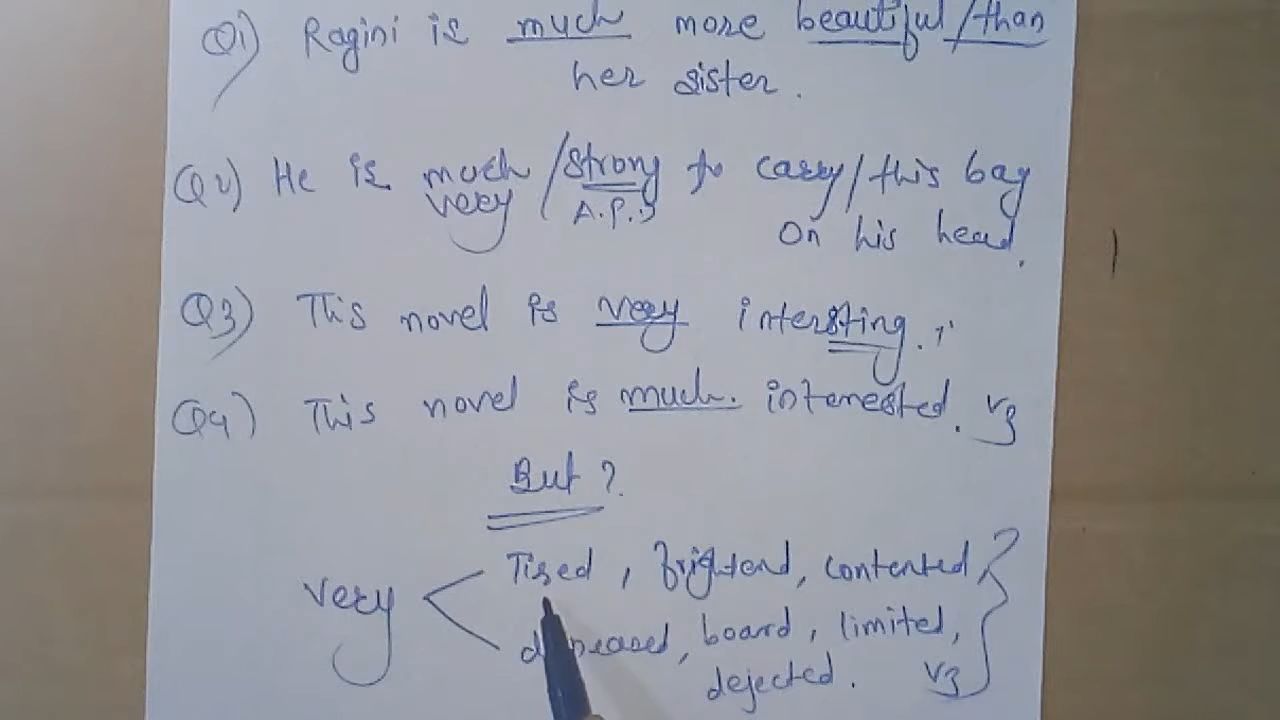 Q1) Ragini is much more beautiful/than
her sister.
Q2) He is much /strong to carry/this bag
very A.P.
on his head.
Q3) This novel is very intersting.
Q4) This novel is much. interested. V3
But?
very Tired, frightend, contented,
board, limited,
dejected. V3